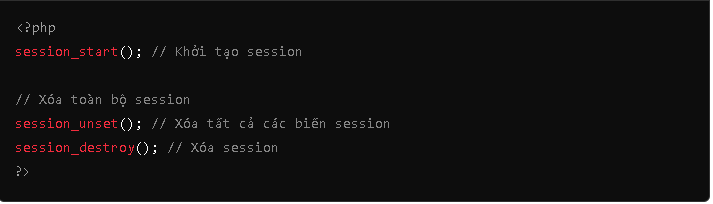 <?php
session_start(); // Khởi tạo session
// Xóa toàn bộ session
session_unset(); // Xóa tất cả các biến session
session_destroy(); // Xóa session
?>